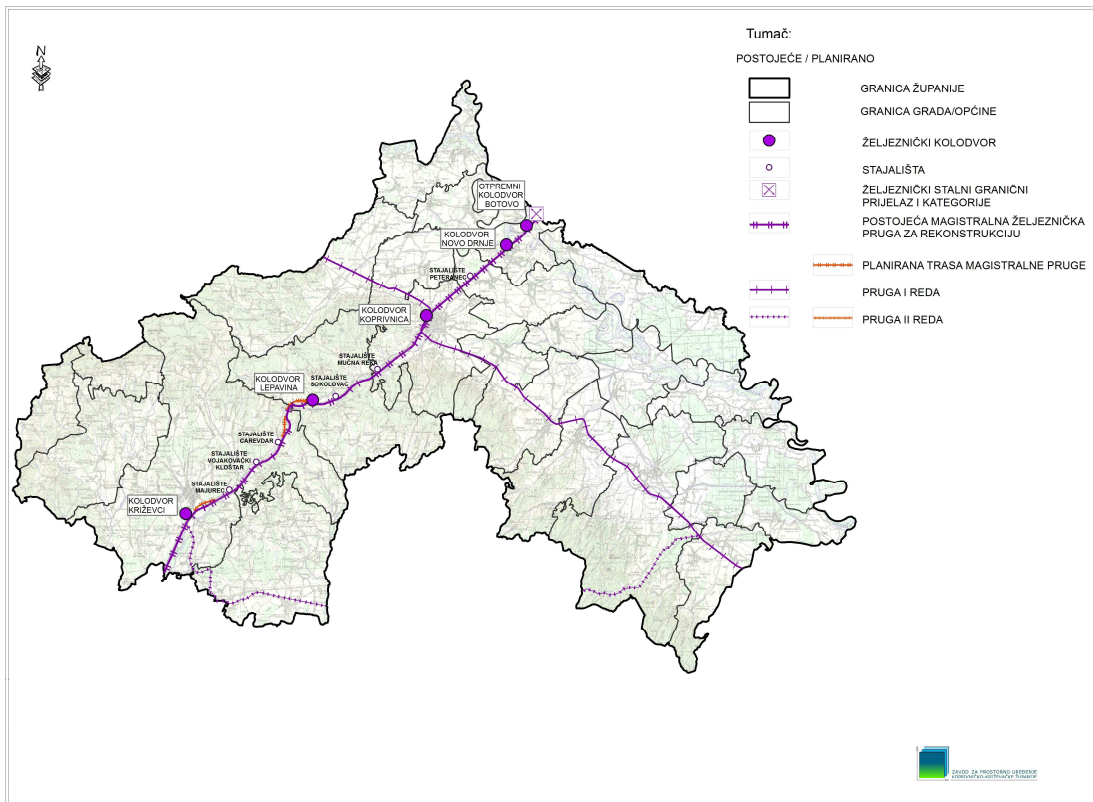 N
Tumač:
POSTOJEĆE / PLANIRANO
GRANICA ŽUPANIJE
GRANICA GRADA/OPĆINE
ŽELJEZNIČKI KOLODVOR
STAJALIŠTA
ŽELJEZNIČKI STALNI GRANIČNI
PRIJELAZ I KATEGORIJE
POSTOJEĆA MAGISTRALNA ŽELJEZNIČKA
PRUGA ZA REKONSTRUKCIJU
PLANIRANA TRASA MAGISTRALNE PRUGE
PRUGA I REDA
PRUGA II REDA
OTPREMNI
KOLODVOR
BOTOVO
KOLODVOR
NOVO DRNJE
STAJALIŠTE
PETERANEC
KOLODVOR
KOPRIVNICA
STAJALIŠTE
MUČNA REKA
STAJALIŠTE
SOKOLOVAC
KOLODVOR
LEPAVINA
STAJALIŠTE
CAREVDAR
STAJALIŠTE
VOJAKOVAČKI
KLOŠTAR
STAJALIŠTE
MAJUREC
KOLODVOR
KRIŽEVCI
ZAVOD ZA PROSTORNO UREĐENJE
KOPRIVNIČKO-KRIŽEVAČKE ŽUPANIJE